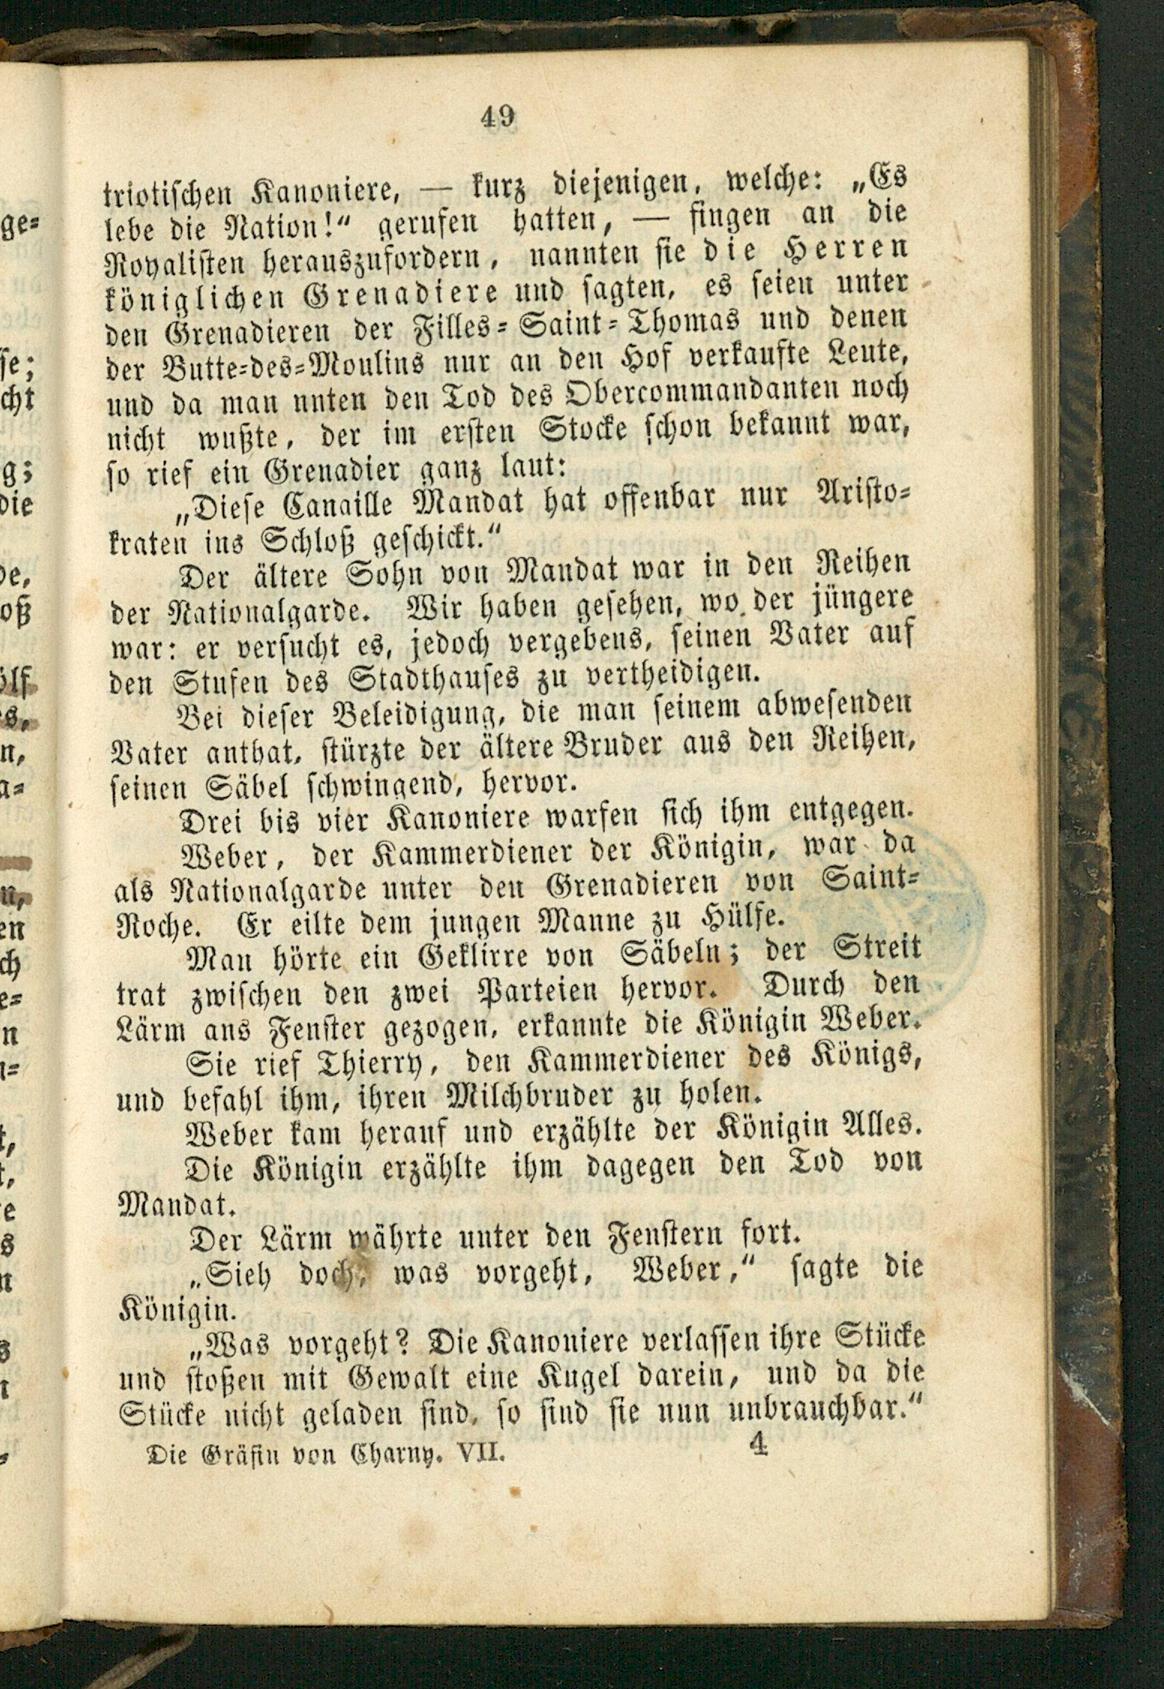 49
triotischen Kanoniere, — kurz diejenigen, welche: „Es
lebe die Nation!“ gerufen hatten, — fingen an die
Royalisten herauszufordern, nannten sie die Herren
königlichen Grenadiere und sagten, es seien unter
den Grenadieren der Filles-Saint-Thomas und denen
der Butte-des-Moulins nur an den Hof verkaufte Leute,
und da man unten den Tod des Obercommandanten noch
nicht wußte, der im ersten Stocke schon bekannt war,
so rief ein Grenadier ganz laut:
„Diese Canaille Mandat hat offenbar nur Aristo-
kraten ins Schloß geschickt.“
Der ältere Sohn von Mandat war in den Reihen
der Nationalgarde. Wir haben gesehen, wo der jüngere
war: er versucht es, jedoch vergebens, seinen Vater auf
den Stufen des Stadthauses zu vertheidigen.
Bei dieser Beleidigung, die man seinem abwesenden
Vater anthat, stürzte der ältere Bruder aus den Reihen,
seinen Säbel schwingend, hervor.
Drei bis vier Kanoniere warfen sich ihm entgegen.
Weber, der Kammerdiener der Königin, war da
als Nationalgarde unter den Grenadieren von Saint-
Roche. Er eilte dem jungen Manne zu Hülfe.
Man hörte ein Geklirre von Säbeln; der Streit
trat zwischen den zwei Parteien hervor. Durch den
Lärm ans Fenster gezogen, erkannte die Königin Weber.
Sie rief Thierry, den Kammerdiener des Königs,
und befahl ihm, ihren Milchbruder zu holen.
Weber kam herauf und erzählte der Königin Alles.
Die Königin erzählte ihm dagegen den Tod von
Mandat.
Der Lärm währte unter den Fenstern fort.
„Sieh doch, was vorgeht, Weber,“ sagte die
Königin.
„Was vorgeht? Die Kanoniere verlassen ihre Stücke
und stoßen mit Gewalt eine Kugel darein, und da die
Stücke nicht geladen sind, so sind sie nun unbrauchbar.“
Die Gräfin von Charny. VII. 4